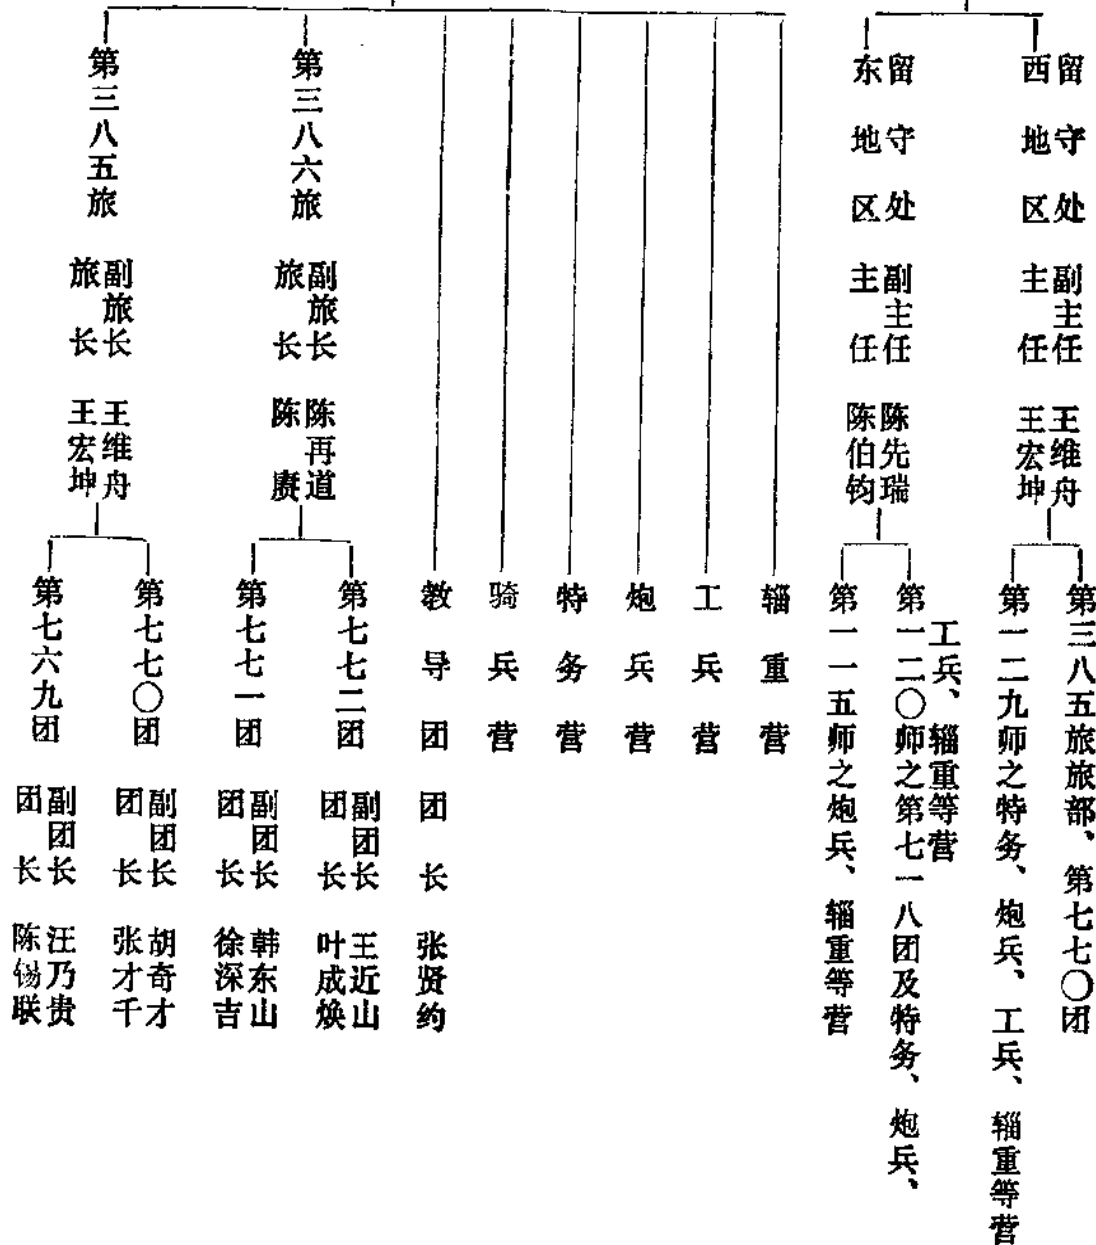 第三八五旅
旅长 王宏坤
副旅长 王维舟
第七六九团
团长 陈锡联
副团长 汪乃贵
第七七〇团
团长 张才千
副团长 胡奇才
第三八六旅
旅长 陈赓
副旅长 陈再道
第七七一团
团长 徐深吉
副团长 韩东山
第七七二团
团长 叶成焕
副团长 王近山
教导团 团长 张贤约
骑兵营
特务营
炮兵营
工兵营
辎重营
东地区主任 陈伯钧
留守处副主任 陈先瑞
第一一五师之炮兵、辎重等营
第一二〇师之第七一八团及特务、炮兵、
工兵、辎重等营
西地区主任 王宏坤
留守处副主任 王维舟
第一二九师之特务、炮兵、工兵、辎重等营
第三八五旅旅部、第七七〇团